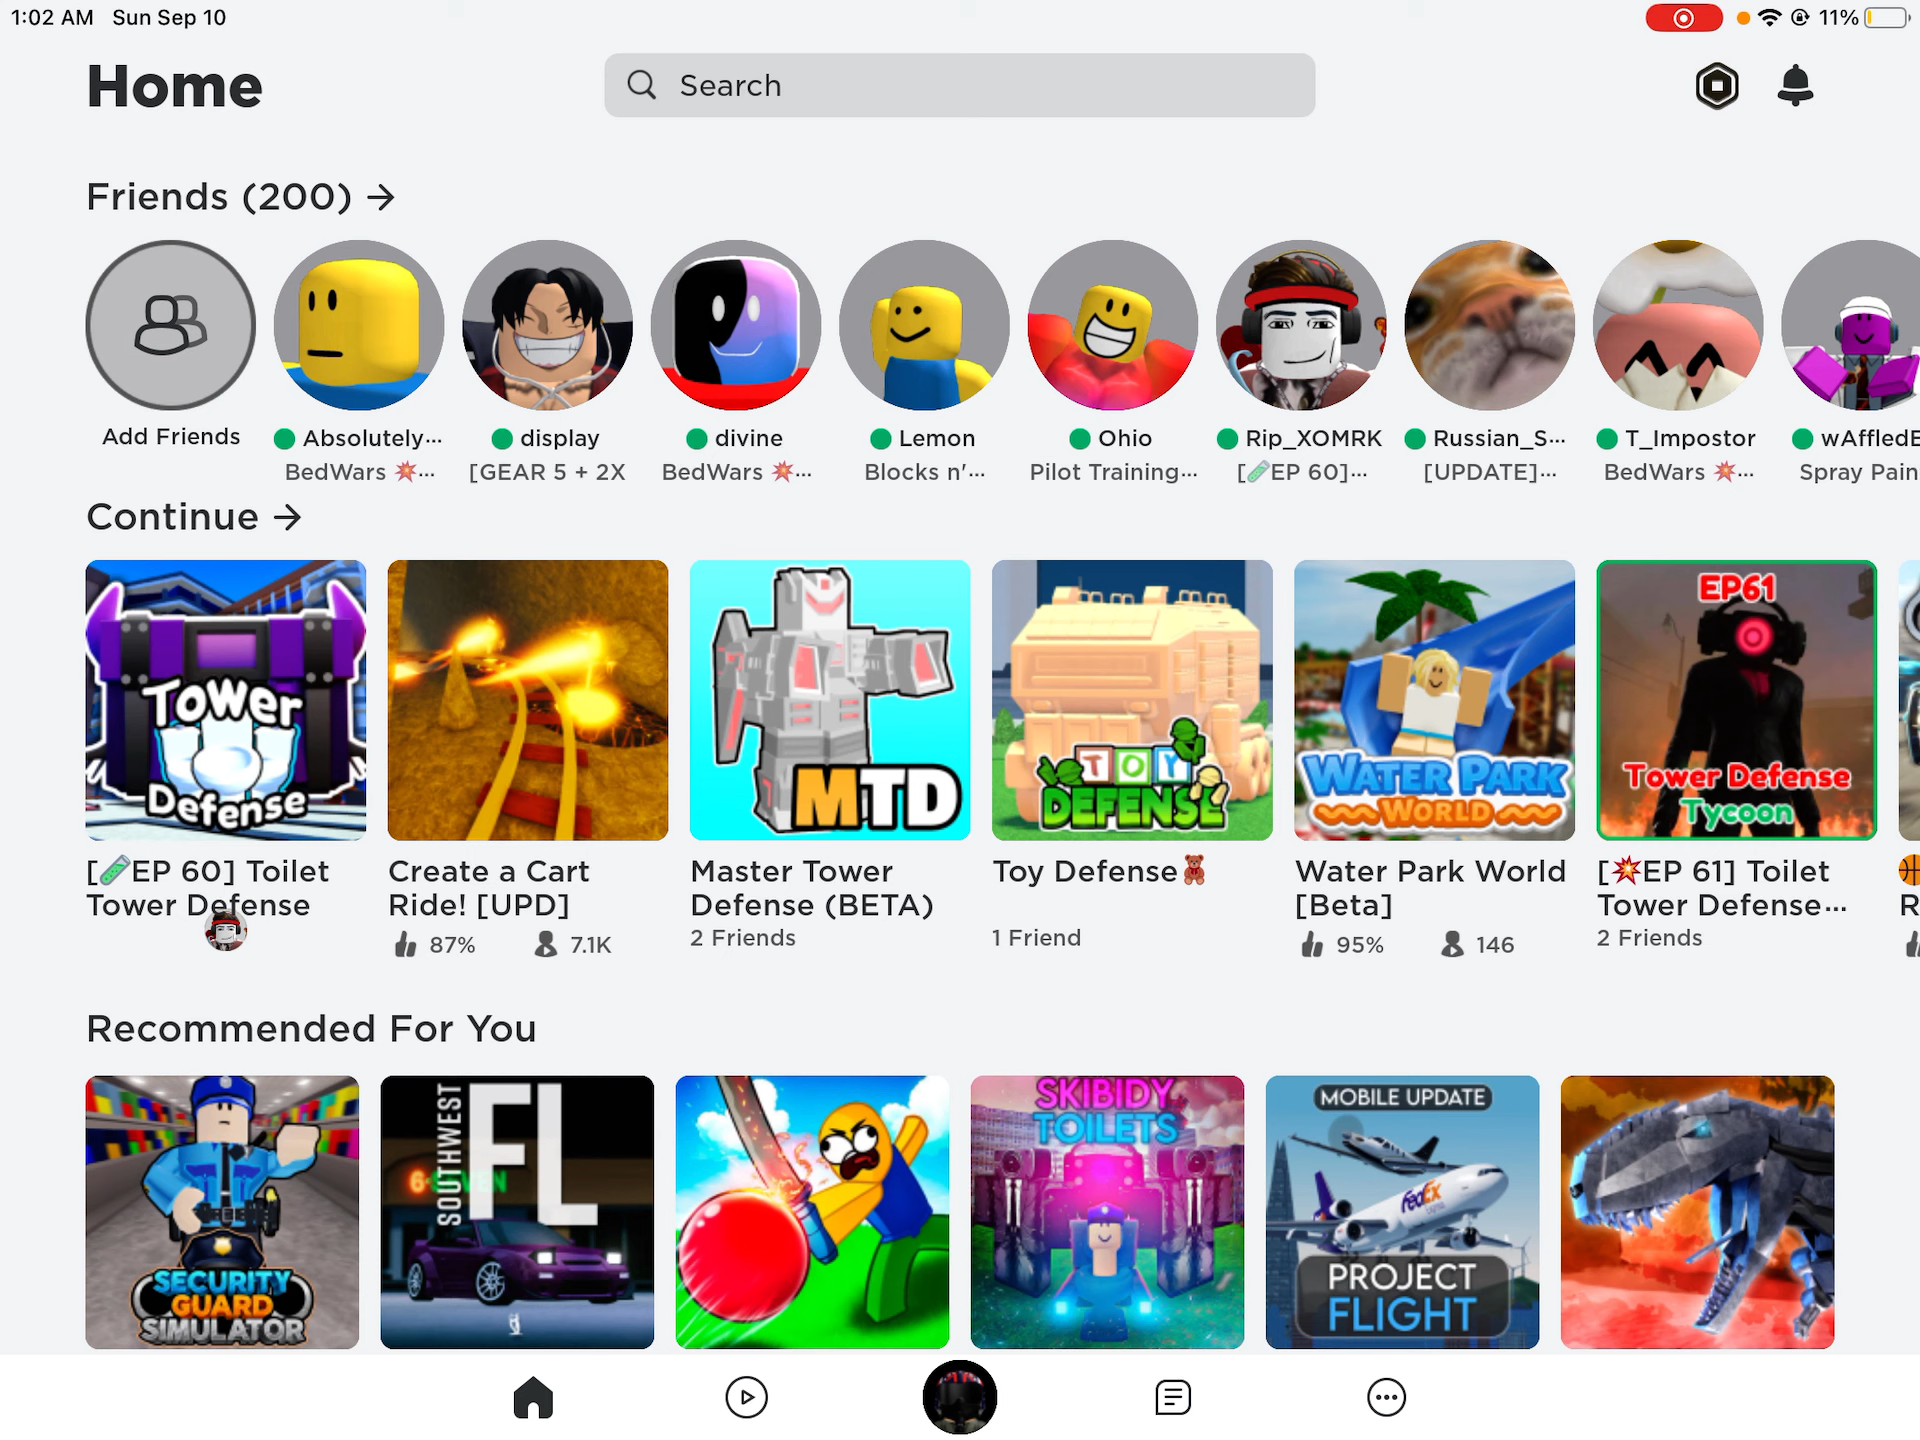 1:02 AM Sun Sep 10
11%
Home
Search
Friends (200) →
Add Friends
Absolutely...
display
divine
Lemon
Ohio
Rip_XOMRK
Russian_S...
T_Impostor
wAffledE
BedWars 💥...
[GEAR 5 + 2X
BedWars 💥...
Blocks n'...
Pilot Training...
[🧪EP 60]...
[UPDATE]...
BedWars 💥...
Spray Pain
Continue →
Tower
Defense
MTD
TOY
DEFENSE
WATER PARK
WORLD
EP61
Tower Defense
Tycoon
[🧪EP 60] Toilet
Tower Defense
Create a Cart
Ride! [UPD]
87% 7.1K
Master Tower
Defense (BETA)
2 Friends
Toy Defense🧸
1 Friend
Water Park World
[Beta]
95% 146
[💥EP 61] Toilet
Tower Defense...
2 Friends
🏀
R
Recommended For You
SECURITY
GUARD
SIMULATOR
SOUTHWEST
FL
SKIBIDY
TOILETS
MOBILE UPDATE
FedEx
PROJECT
FLIGHT